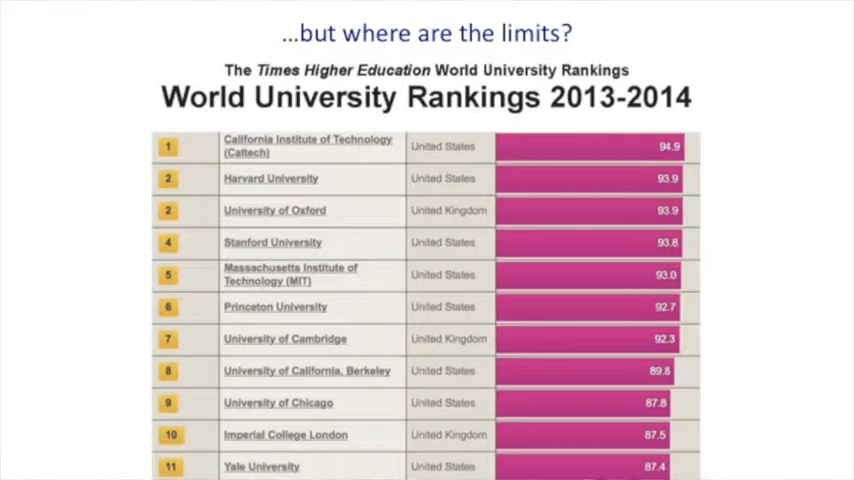 ...but where are the limits?
The Times Higher Education World University Rankings
World University Rankings 2013-2014
1 California Institute of Technology (Caltech) United States 94.9
2 Harvard University United States 93.9
2 University of Oxford United Kingdom 93.9
4 Stanford University United States 93.8
5 Massachusetts Institute of Technology (MIT) United States 93.0
6 Princeton University United States 92.7
7 University of Cambridge United Kingdom 92.3
8 University of California, Berkeley United States 89.8
9 University of Chicago United States 87.8
10 Imperial College London United Kingdom 87.5
11 Yale University United States 87.4